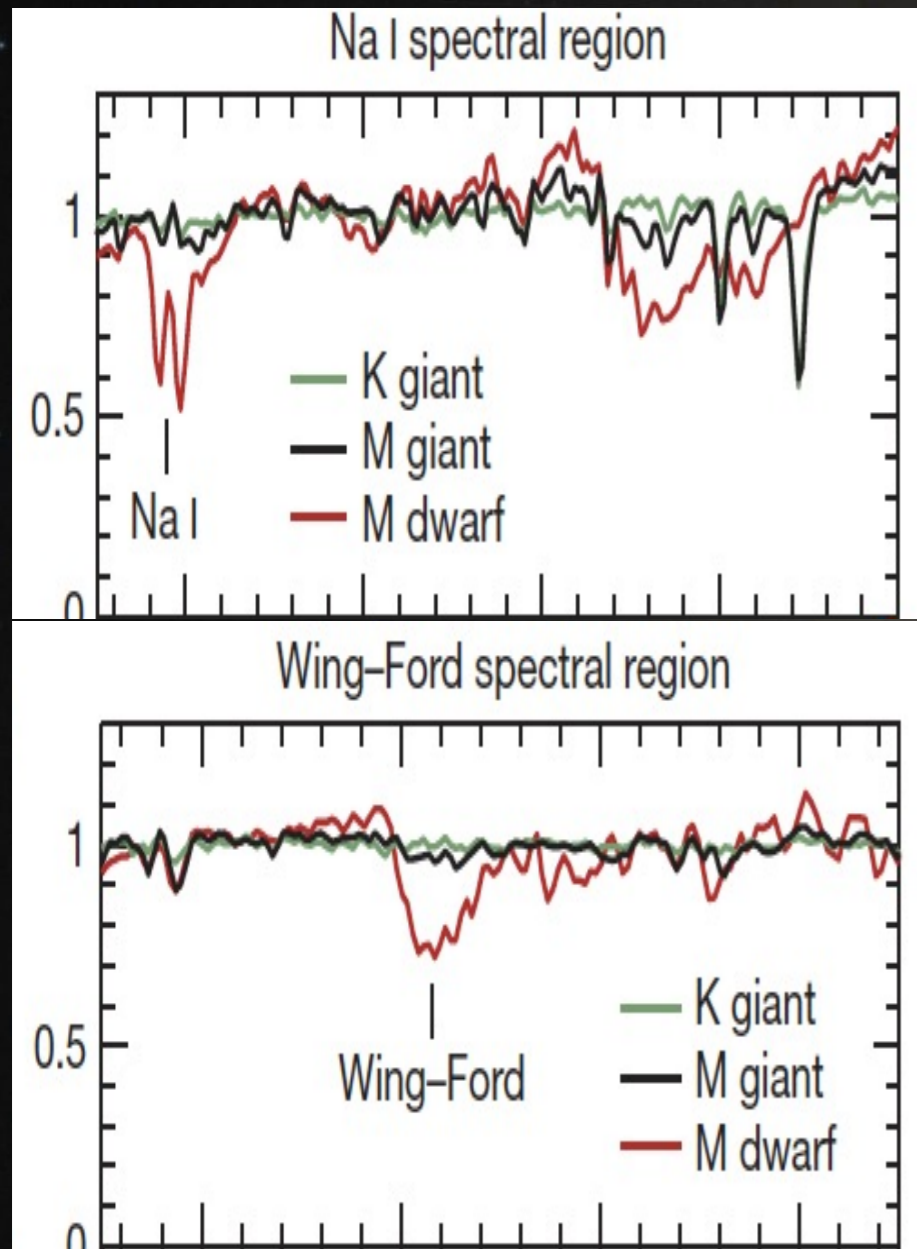 Na I spectral region
1
0.5
0
K giant
M giant
M dwarf
Na I
Wing–Ford spectral region
1
0.5
0
Wing–Ford
K giant
M giant
M dwarf